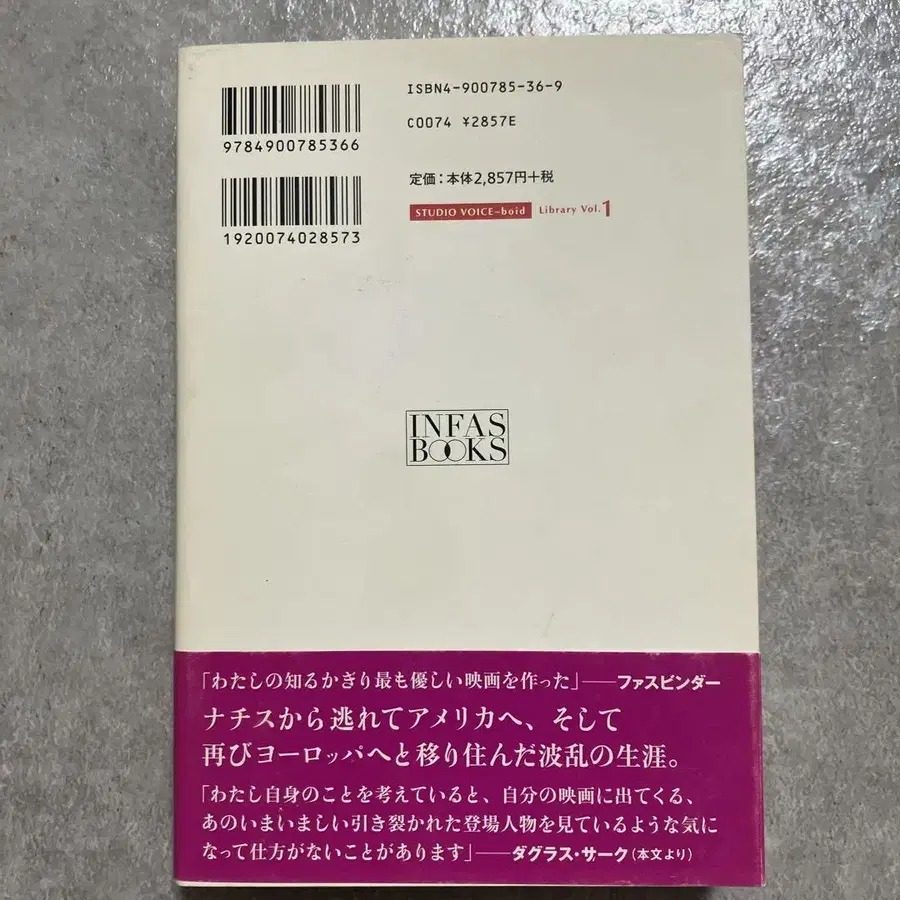 ISBN4-900785-36-9
C0074 ¥2857E
9784900785366
定価：本体2,857円+税
STUDIO VOICE-boid Library Vol.1
1920074028573
INFAS
BOOKS
「わたしの知るかぎり最も優しい映画を作った」——ファスビンダー
ナチスから逃れてアメリカへ、そして
再びヨーロッパへと移り住んだ波乱の生涯。
「わたし自身のことを考えていると、自分の映画に出てくる、
あのいまいましい引き裂かれた登場人物を見ているような気に
なって仕方がないことがあります」——ダグラス・サーク（本文より）